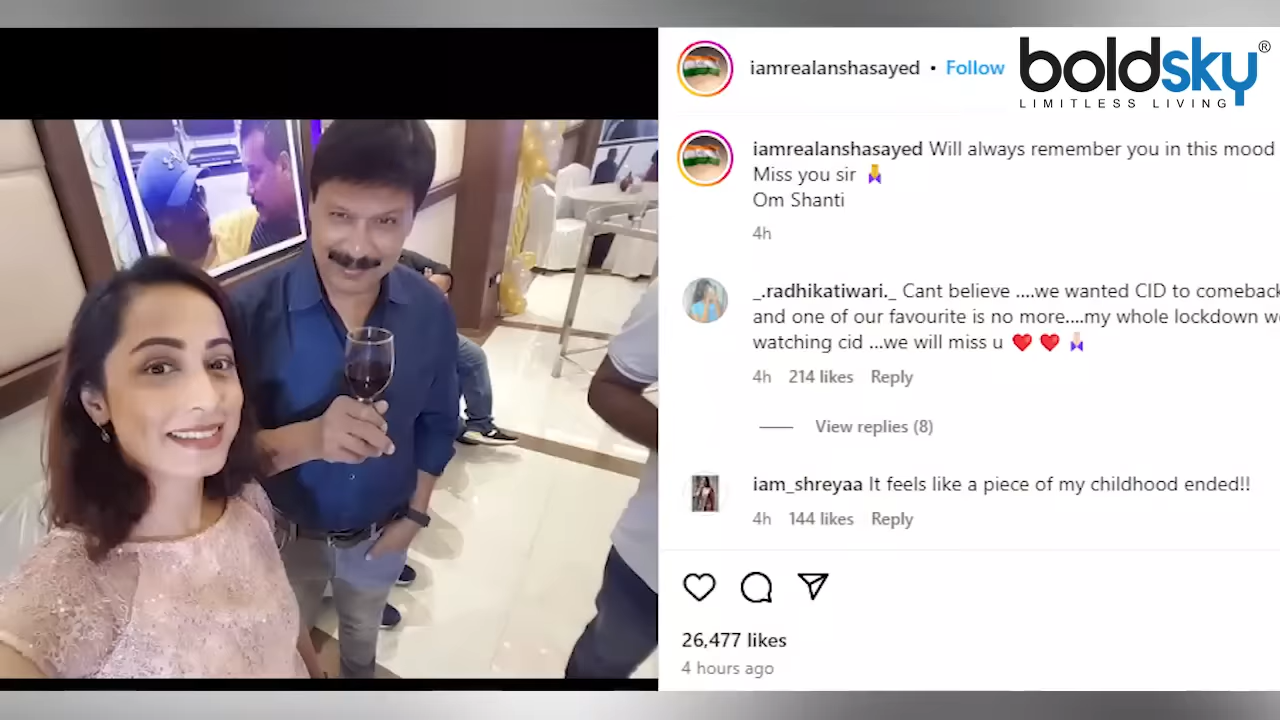 boldsky®
LIMITLESS LIVING
iamrealanshasayed • Follow
iamrealanshasayed Will always remember you in this mood
Miss you sir
Om Shanti
4h
_.radhikatiwari._ Cant believe ....we wanted CID to comeback
and one of our favourite is no more....my whole lockdown
watching cid ...we will miss u ❤️ ❤️
4h 214 likes Reply
View replies (8)
iam_shreyaa It feels like a piece of my childhood ended!!
4h 144 likes Reply
26,477 likes
4 hours ago